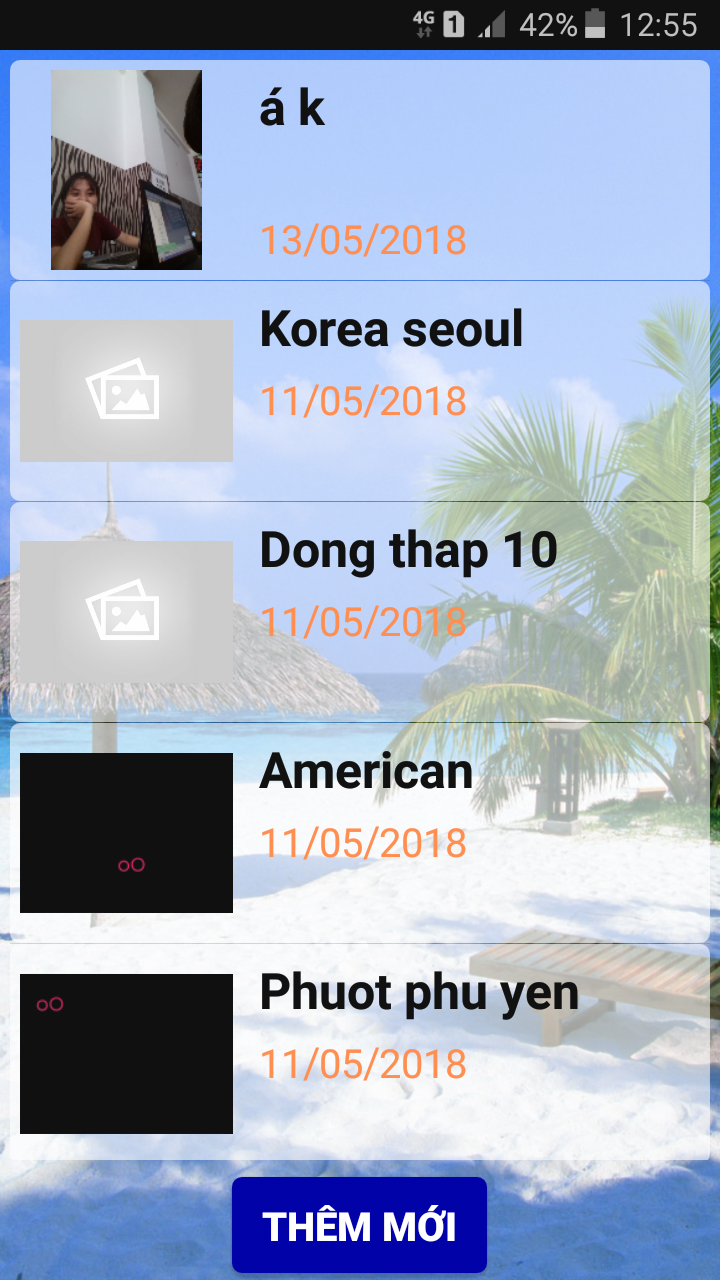 4G 1 42% 12:55
á k
13/05/2018
Korea seoul
11/05/2018
Dong thap 10
11/05/2018
American
11/05/2018
Phuot phu yen
11/05/2018
THÊM MỚI